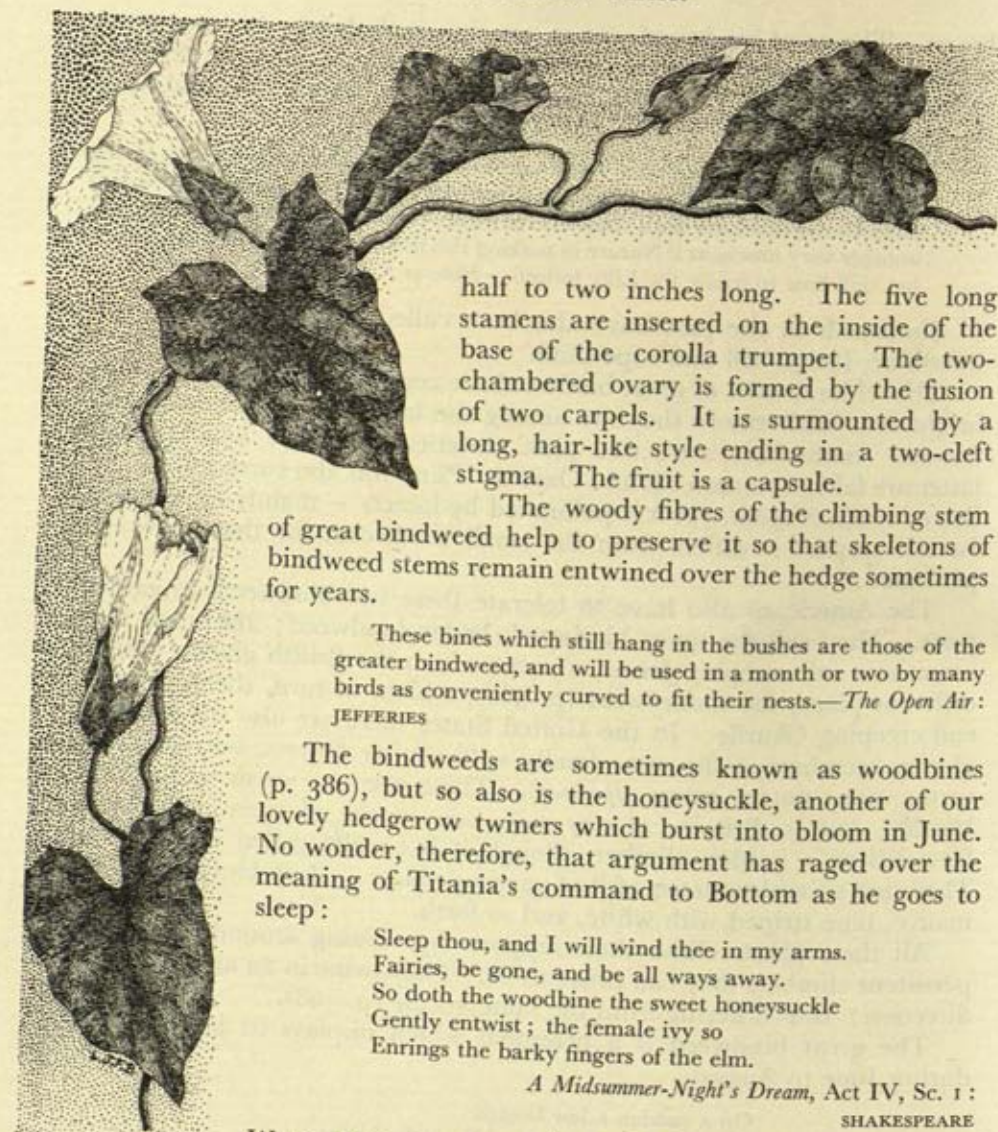 half to two inches long. The five long
stamens are inserted on the inside of the
base of the corolla trumpet. The two-
chambered ovary is formed by the fusion
of two carpels. It is surmounted by a
long, hair-like style ending in a two-cleft
stigma. The fruit is a capsule.
The woody fibres of the climbing stem
of great bindweed help to preserve it so that skeletons of
bindweed stems remain entwined over the hedge sometimes
for years.
These bines which still hang in the bushes are those of the
greater bindweed, and will be used in a month or two by many
birds as conveniently curved to fit their nests.—The Open Air:
JEFFERIES
The bindweeds are sometimes known as woodbines
(p. 386), but so also is the honeysuckle, another of our
lovely hedgerow twiners which burst into bloom in June.
No wonder, therefore, that argument has raged over the
meaning of Titania's command to Bottom as he goes to
sleep:
Sleep thou, and I will wind thee in my arms.
Fairies, be gone, and be all ways away.
So doth the woodbine the sweet honeysuckle
Gently entwist; the female ivy so
Enrings the barky fingers of the elm.
A Midsummer-Night's Dream, Act IV, Sc. 1:
SHAKESPEARE